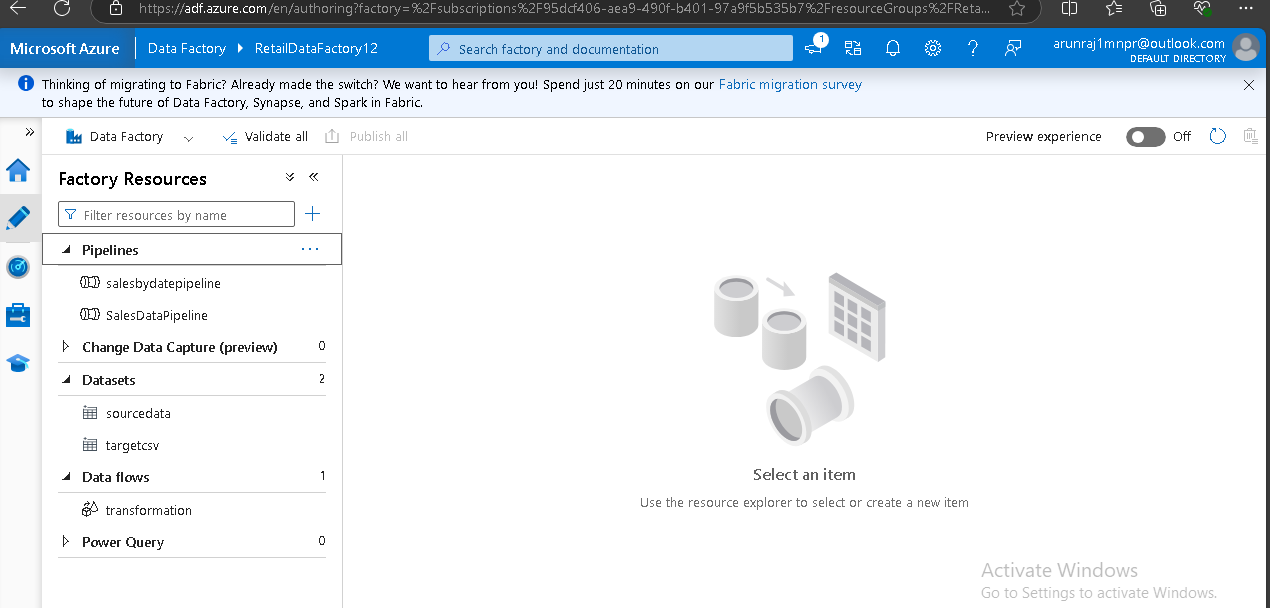 https://adf.azure.com/en/authoring?factory=%2Fsubscriptions%2F95dcf406-aea9-490f-b401-97a9f5b535b7%2FresourceGroups%2FReta...
Microsoft Azure
Data Factory
RetailDataFactory12
Search factory and documentation
1
arunraj1mnpr@outlook.com
DEFAULT DIRECTORY
Thinking of migrating to Fabric? Already made the switch? We want to hear from you! Spend just 20 minutes on our Fabric migration survey
to shape the future of Data Factory, Synapse, and Spark in Fabric.
Data Factory
Validate all
Publish all
Preview experience
Off
Factory Resources
Filter resources by name
Pipelines
salesbydatepipeline
SalesDataPipeline
Change Data Capture (preview) 0
Datasets 2
sourcedata
targetcsv
Data flows 1
transformation
Power Query 0
Select an item
Use the resource explorer to select or create a new item
Activate Windows
Go to Settings to activate Windows.